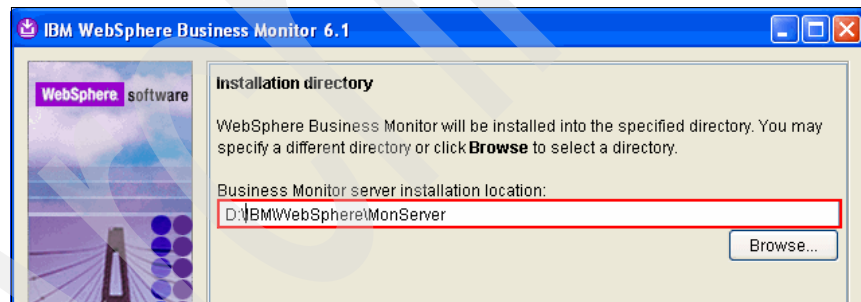 IBM WebSphere Business Monitor 6.1
WebSphere software
Installation directory
WebSphere Business Monitor will be installed into the specified directory. You may
specify a different directory or click Browse to select a directory.
Business Monitor server installation location:
D:\IBM\WebSphere\MonServer
Browse...